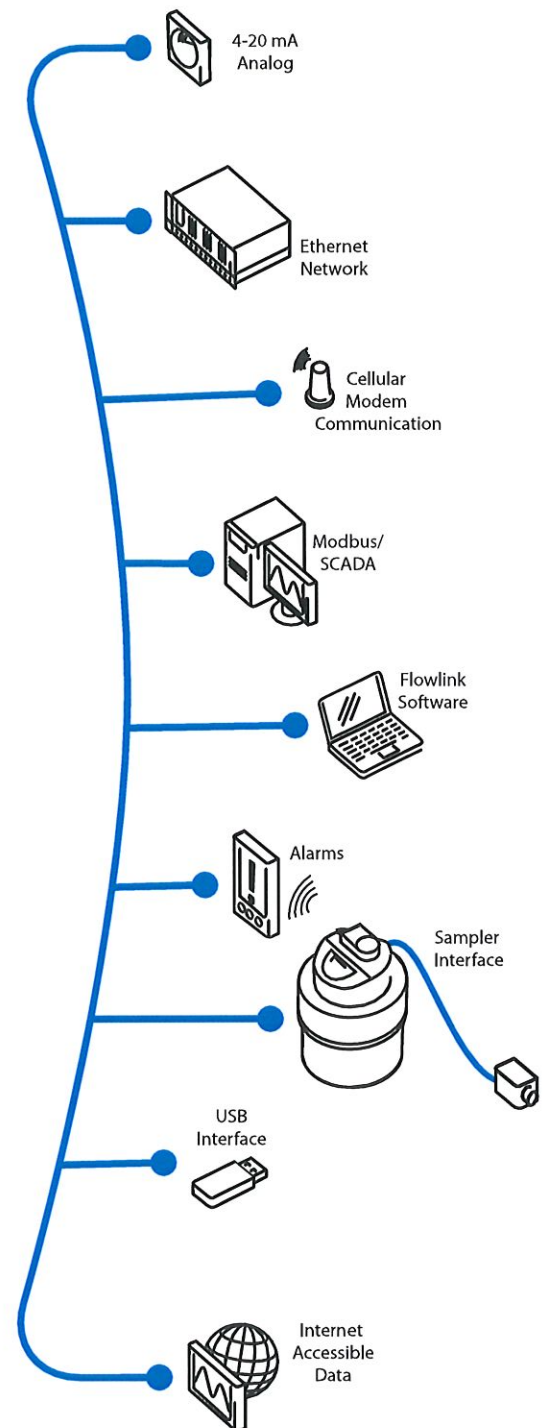 4-20 mA
Analog
Ethernet
Network
Cellular
Modem
Communication
Modbus/
SCADA
Flowlink
Software
Alarms
Sampler
Interface
USB
Interface
Internet
Accessible
Data